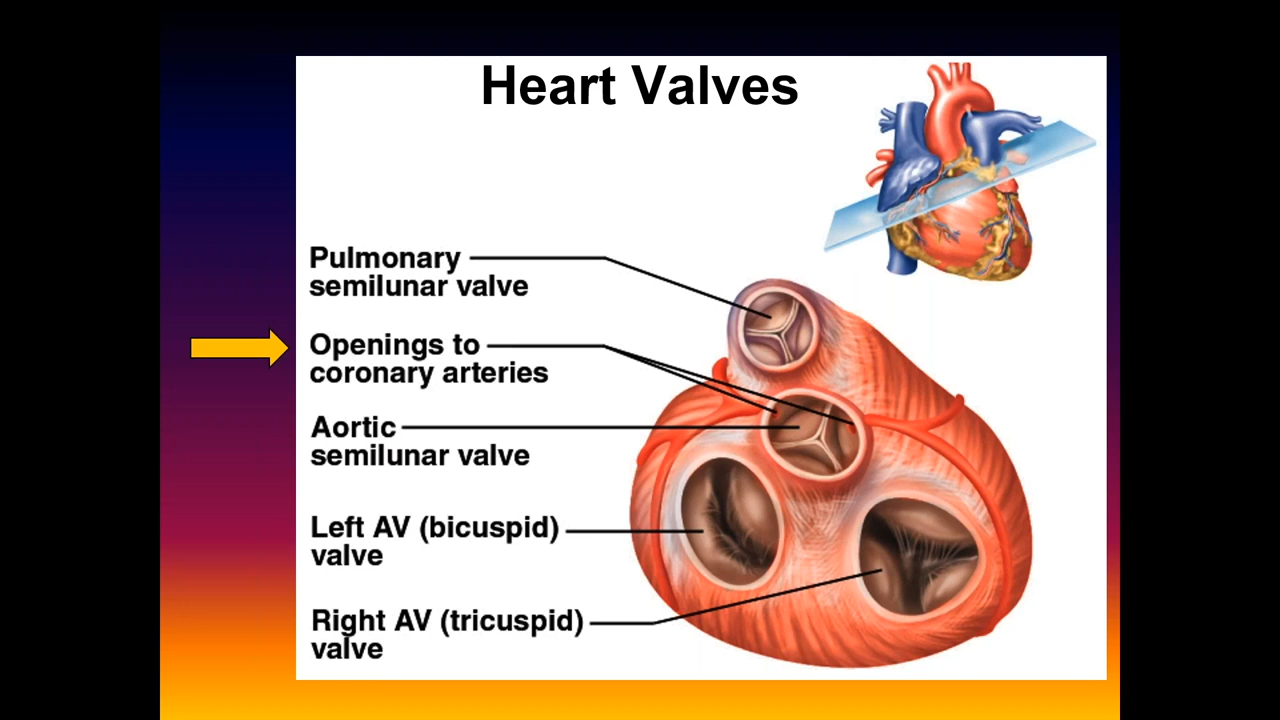 Heart Valves
Pulmonary
semilunar valve
Openings to
coronary arteries
Aortic
semilunar valve
Left AV (bicuspid)
valve
Right AV (tricuspid)
valve